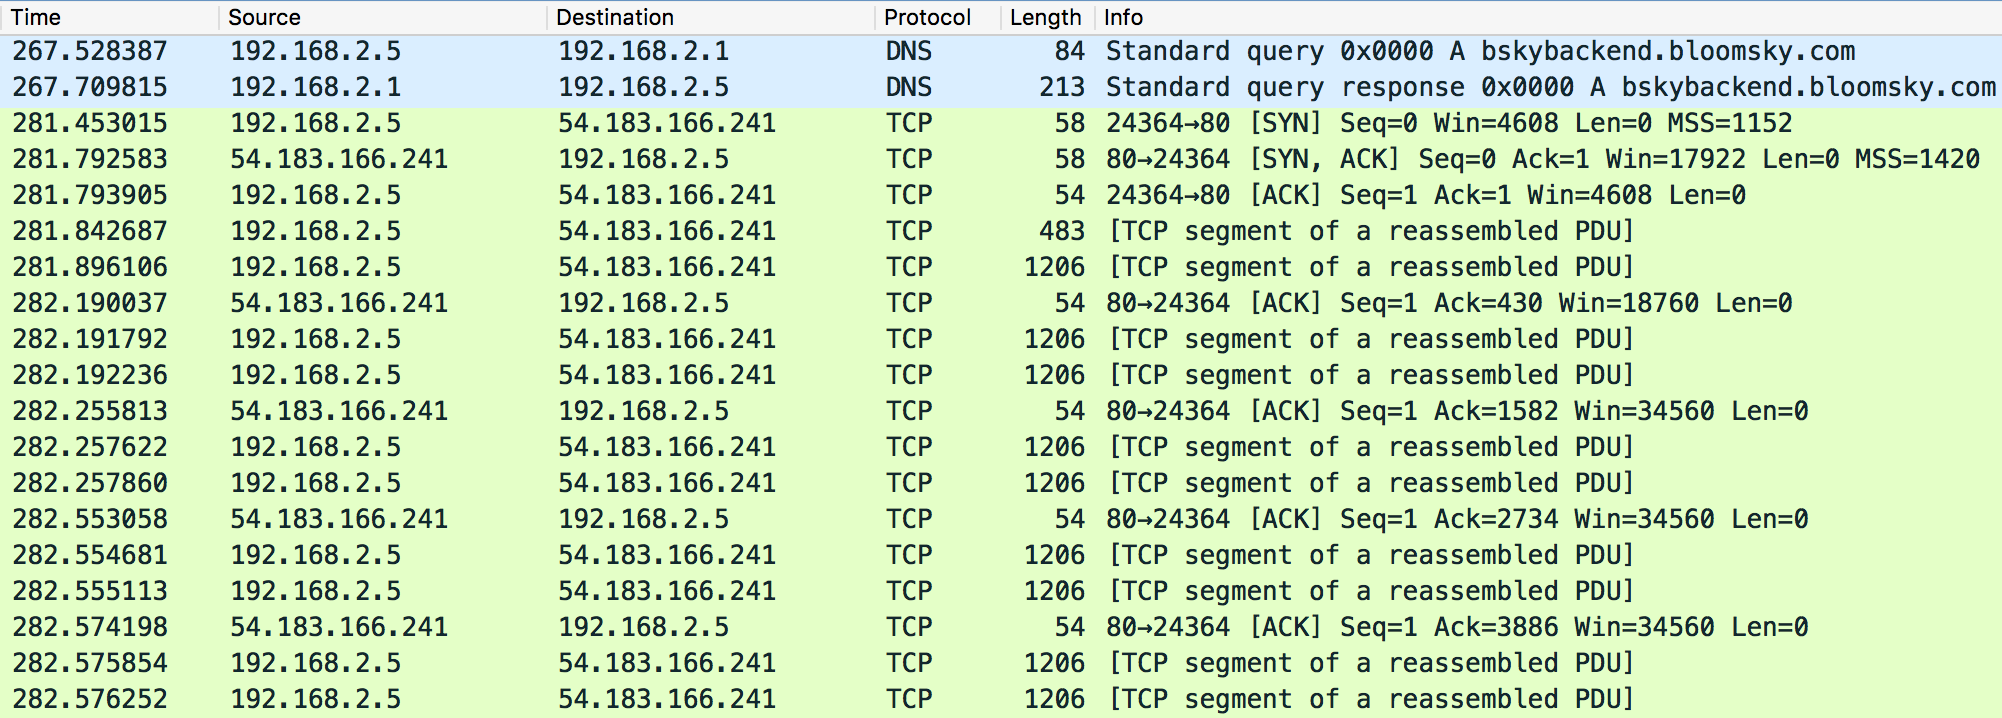 Time Source Destination Protocol Length Info
267.528387 192.168.2.5 192.168.2.1 DNS 84 Standard query 0x0000 A bskybackend.bloomsky.com
267.709815 192.168.2.1 192.168.2.5 DNS 213 Standard query response 0x0000 A bskybackend.bloomsky.com
281.453015 192.168.2.5 54.183.166.241 TCP 58 24364→80 [SYN] Seq=0 Win=4608 Len=0 MSS=1152
281.792583 54.183.166.241 192.168.2.5 TCP 58 80→24364 [SYN, ACK] Seq=0 Ack=1 Win=17922 Len=0 MSS=1420
281.793905 192.168.2.5 54.183.166.241 TCP 54 24364→80 [ACK] Seq=1 Ack=1 Win=4608 Len=0
281.842687 192.168.2.5 54.183.166.241 TCP 483 [TCP segment of a reassembled PDU]
281.896106 192.168.2.5 54.183.166.241 TCP 1206 [TCP segment of a reassembled PDU]
282.190037 54.183.166.241 192.168.2.5 TCP 54 80→24364 [ACK] Seq=1 Ack=430 Win=18760 Len=0
282.191792 192.168.2.5 54.183.166.241 TCP 1206 [TCP segment of a reassembled PDU]
282.192236 192.168.2.5 54.183.166.241 TCP 1206 [TCP segment of a reassembled PDU]
282.255813 54.183.166.241 192.168.2.5 TCP 54 80→24364 [ACK] Seq=1 Ack=1582 Win=34560 Len=0
282.257622 192.168.2.5 54.183.166.241 TCP 1206 [TCP segment of a reassembled PDU]
282.257860 192.168.2.5 54.183.166.241 TCP 1206 [TCP segment of a reassembled PDU]
282.553058 54.183.166.241 192.168.2.5 TCP 54 80→24364 [ACK] Seq=1 Ack=2734 Win=34560 Len=0
282.554681 192.168.2.5 54.183.166.241 TCP 1206 [TCP segment of a reassembled PDU]
282.555113 192.168.2.5 54.183.166.241 TCP 1206 [TCP segment of a reassembled PDU]
282.574198 54.183.166.241 192.168.2.5 TCP 54 80→24364 [ACK] Seq=1 Ack=3886 Win=34560 Len=0
282.575854 192.168.2.5 54.183.166.241 TCP 1206 [TCP segment of a reassembled PDU]
282.576252 192.168.2.5 54.183.166.241 TCP 1206 [TCP segment of a reassembled PDU]